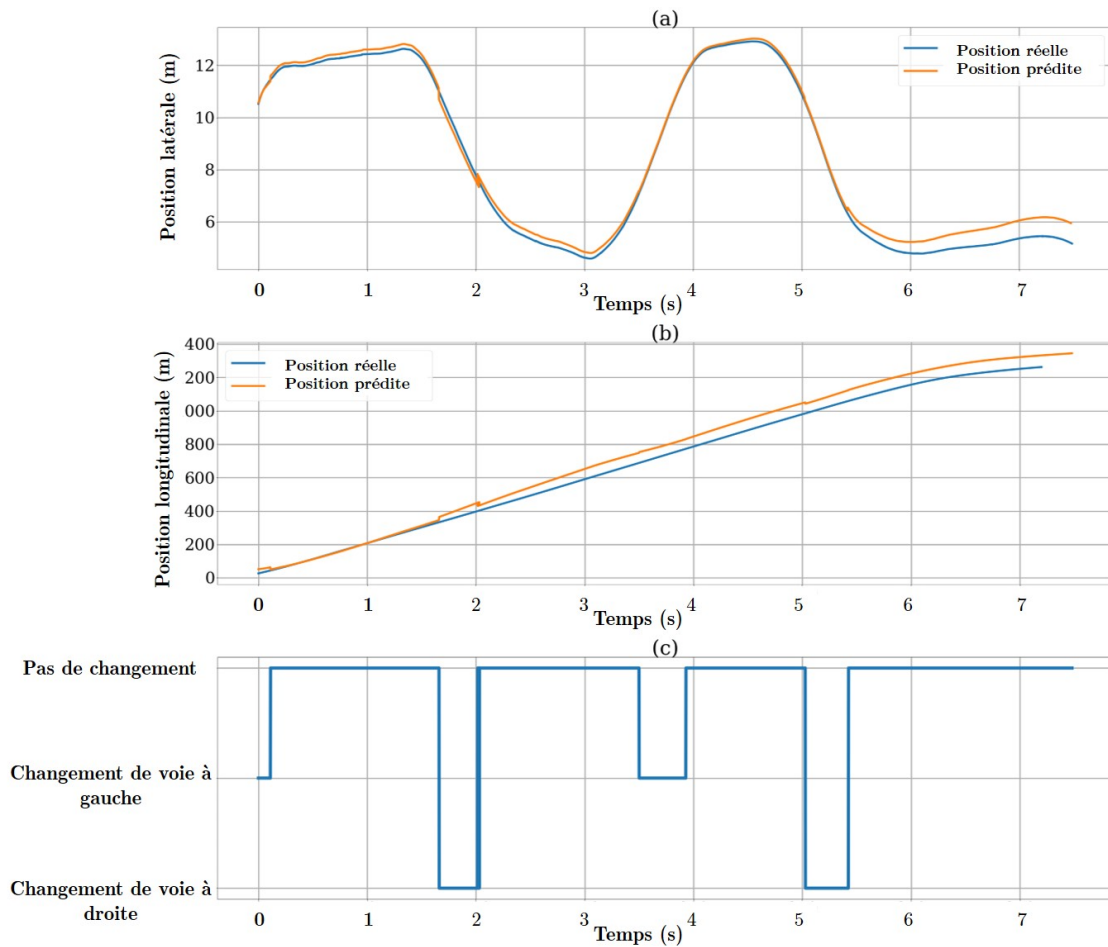 (a)
Position latérale (m)
12
10
8
6
Position réelle
Position prédite
0 1 2 3 4 5 6 7
Temps (s)
(b)
Position longitudinale (m)
400
200
000
800
600
400
200
0
Position réelle
Position prédite
0 1 2 3 4 5 6 7
Temps (s)
(c)
Pas de changement
Changement de voie à
gauche
Changement de voie à
droite
0 1 2 3 4 5 6 7
Temps (s)